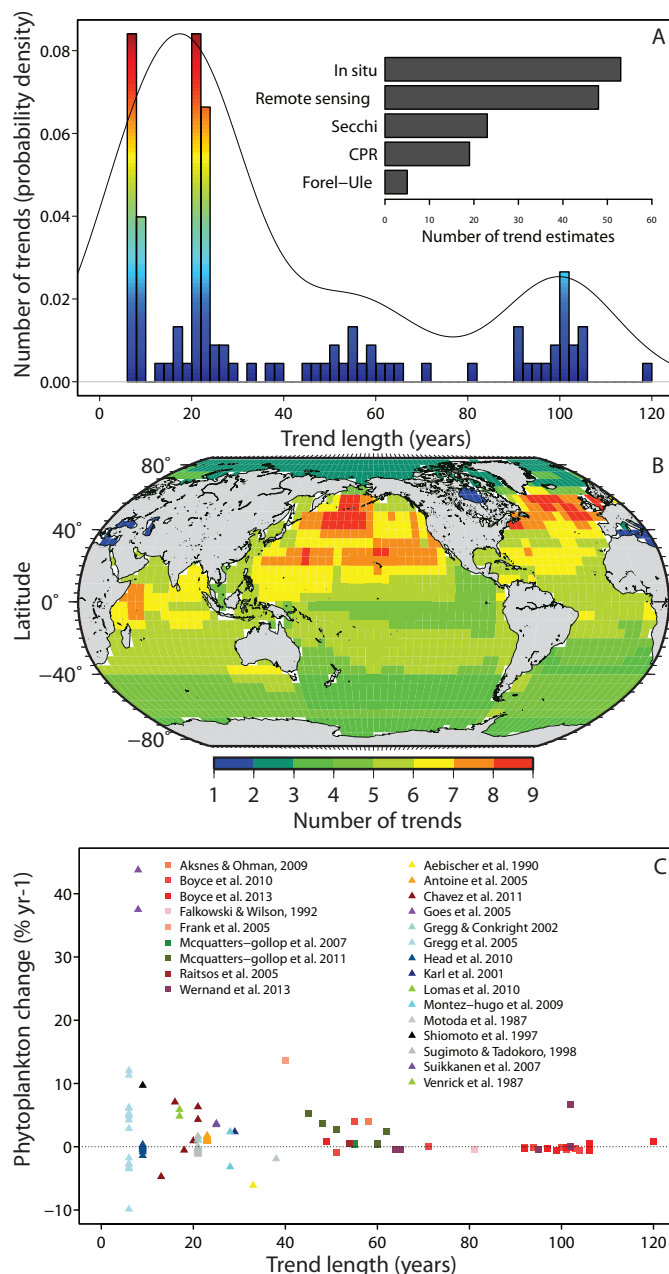 A
0.08
0.06
0.04
0.02
0.00
Number of trends (probability density)
In situ
Remote sensing
Secchi
CPR
Forel−Ule
0 10 20 30 40 50 60
Number of trend estimates
0 20 40 60 80 100 120
Trend length (years)
B
80˚
40˚
0˚
−40˚
−80˚
Latitude
1 2 3 4 5 6 7 8 9
Number of trends
C
40
30
20
10
0
−10
Phytoplankton change (% yr-1)
Aksnes & Ohman, 2009
Boyce et al. 2010
Boyce et al. 2013
Falkowski & Wilson, 1992
Frank et al. 2005
Mcquatters−gollop et al. 2007
Mcquatters−gollop et al. 2011
Raitsos et al. 2005
Wernand et al. 2013
Aebischer et al. 1990
Antoine et al. 2005
Chavez et al. 2011
Goes et al. 2005
Gregg & Conkright 2002
Gregg et al. 2005
Head et al. 2010
Karl et al. 2001
Lomas et al. 2010
Montez−hugo et al. 2009
Motoda et al. 1987
Shiomoto et al. 1997
Sugimoto & Tadokoro, 1998
Suikkanen et al. 2007
Venrick et al. 1987
0 20 40 60 80 100 120
Trend length (years)